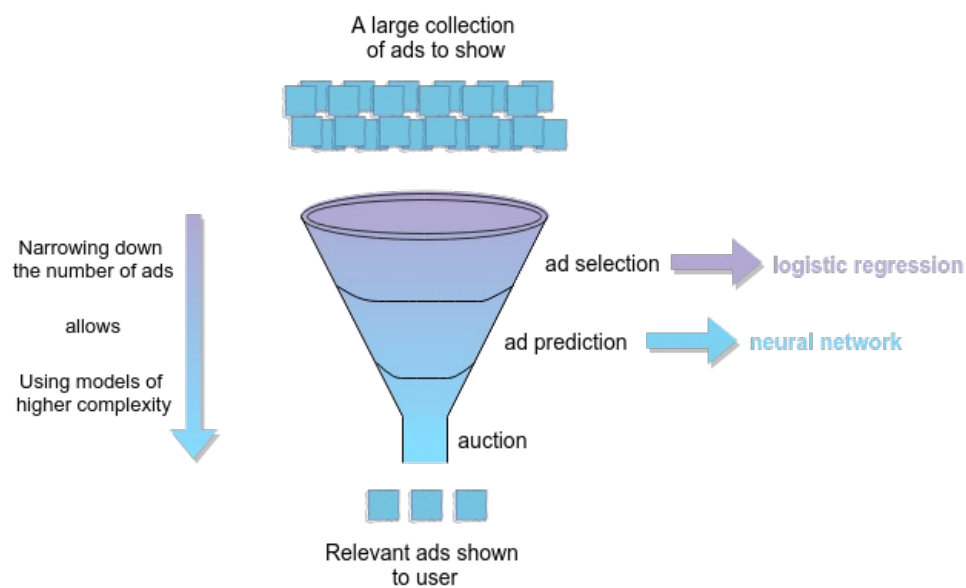 A large collection
of ads to show
Narrowing down
the number of ads
allows
Using models of
higher complexity
ad selection
logistic regression
ad prediction
neural network
auction
Relevant ads shown
to user